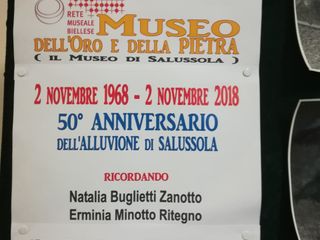 RETE
MUSEALE
BIELLESE
MUSEO
DELL'ORO E DELLA PIETRA
( IL MUSEO DI SALUSSOLA )
2 NOVEMBRE 1968 - 2 NOVEMBRE 2018
50° ANNIVERSARIO
DELL'ALLUVIONE DI SALUSSOLA
RICORDANDO
Natalia Buglietti Zanotto
Erminia Minotto Ritegno